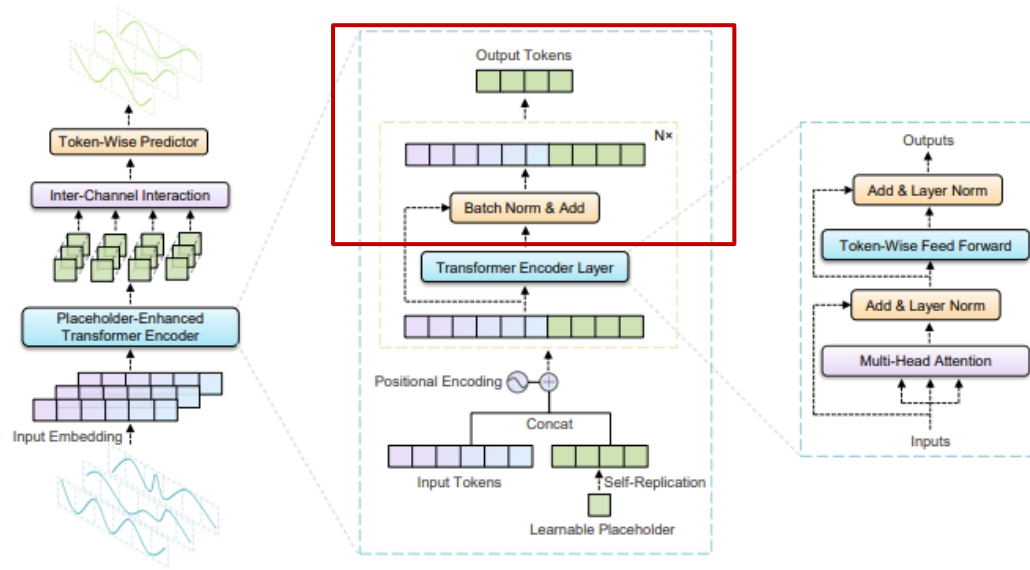 Token-Wise Predictor
Inter-Channel Interaction
Placeholder-Enhanced
Transformer Encoder
Input Embedding
Output Tokens
N×
Batch Norm & Add
Transformer Encoder Layer
Positional Encoding
Concat
Input Tokens
Self-Replication
Learnable Placeholder
Outputs
Add & Layer Norm
Token-Wise Feed Forward
Add & Layer Norm
Multi-Head Attention
Inputs